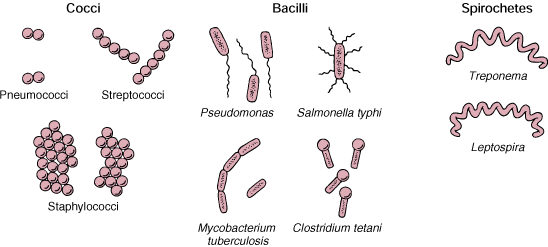 Cocci
Bacilli
Spirochetes
Pneumococci
Streptococci
Staphylococci
Pseudomonas
Salmonella typhi
Mycobacterium
tuberculosis
Clostridium tetani
Treponema
Leptospira